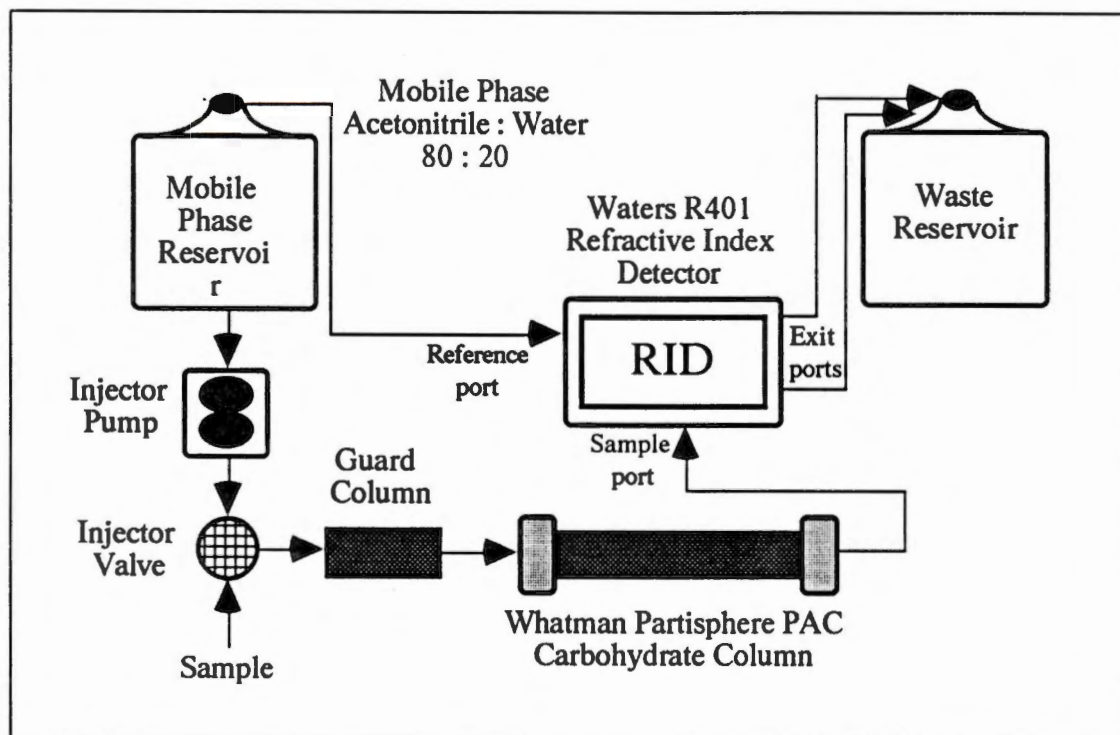 Mobile Phase
Acetonitrile : Water
80 : 20
Mobile
Phase
Reservoi
r
Waters R401
Refractive Index
Detector
Waste
Reservoir
Reference
port
RID
Exit
ports
Injector
Pump
Sample
port
Guard
Column
Injector
Valve
Whatman Partisphere PAC
Carbohydrate Column
Sample